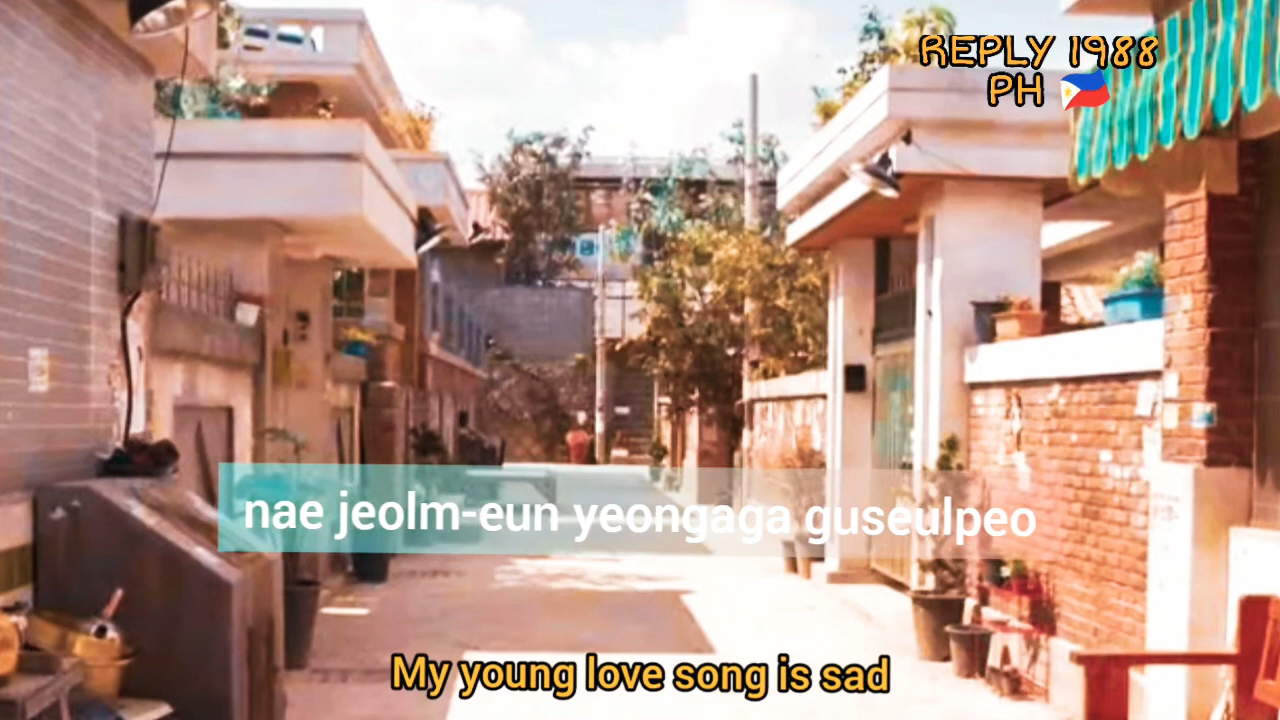 REPLY 1988
PH 🇵🇭
nae jeolm-eun yeongaga guseulpeo
My young love song is sad